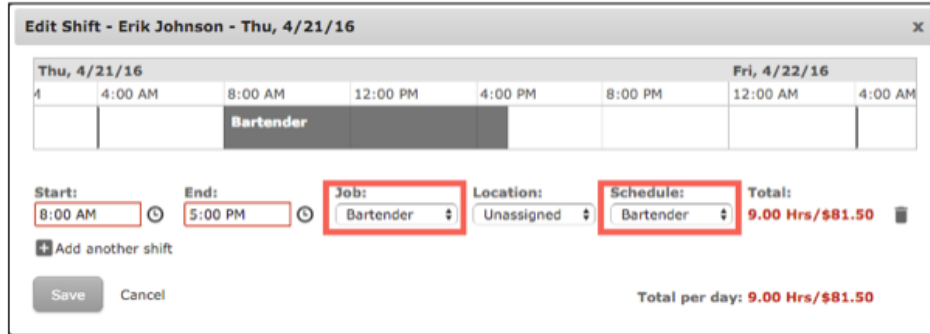 Edit Shift - Erik Johnson - Thu, 4/21/16 x
Thu, 4/21/16 Fri, 4/22/16
4:00 AM 8:00 AM 12:00 PM 4:00 PM 8:00 PM 12:00 AM 4:00 AM
Bartender
Start: End: Job: Location: Schedule: Total:
8:00 AM 5:00 PM Bartender Unassigned Bartender 9.00 Hrs/$81.50
Add another shift
Save Cancel Total per day: 9.00 Hrs/$81.50